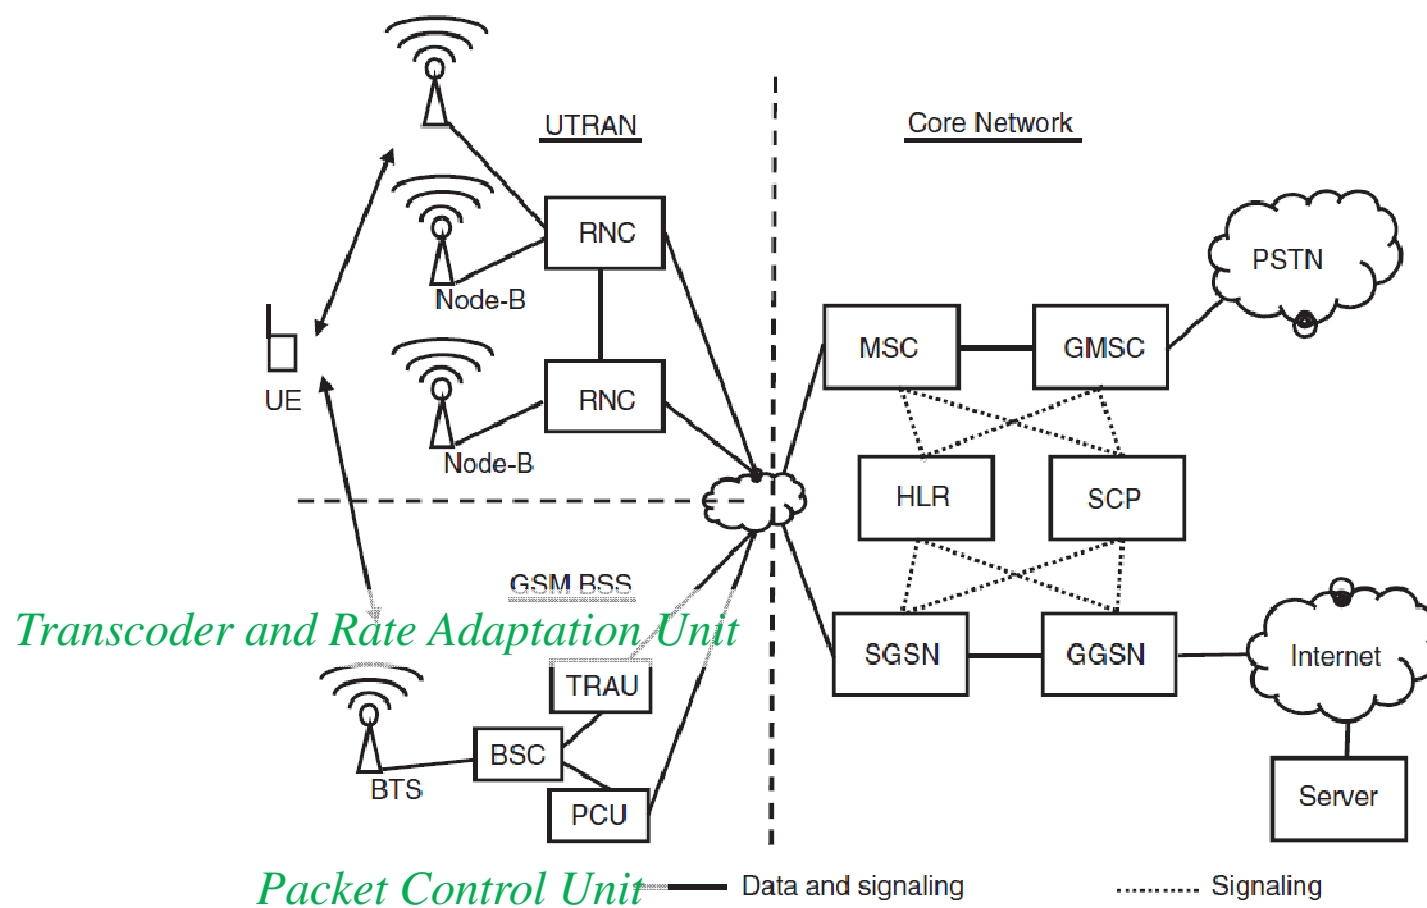 UTRAN
Core Network
RNC
PSTN
Node-B
MSC
GMSC
UE
RNC
Node-B
HLR
SCP
GSM BSS
Transcoder and Rate Adaptation Unit
SGSN
GGSN
Internet
TRAU
BSC
BTS
PCU
Server
Packet Control Unit
Data and signaling
Signaling